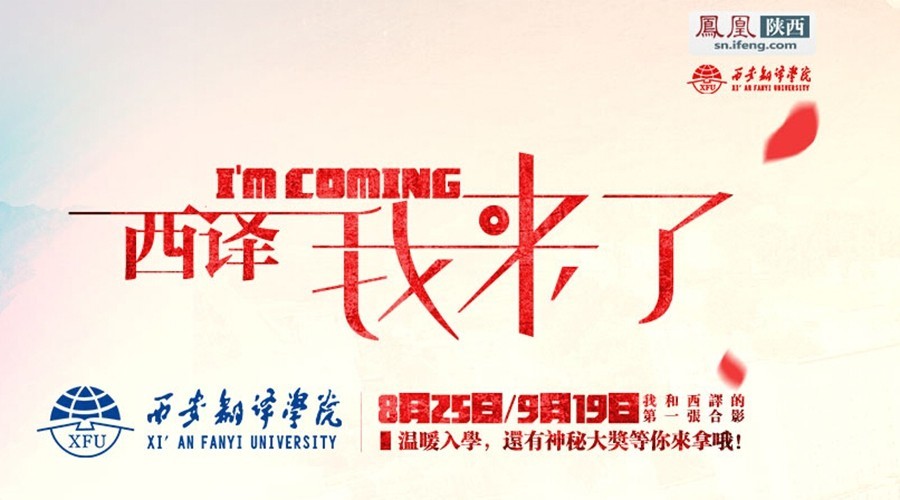 鳳凰 陕西
sn.ifeng.com
XFU
西安翻译學院
XI' AN FANYI UNIVERSITY
I'M COMING
西译 我来了
XFU
西安翻译學院
XI' AN FANYI UNIVERSITY
8月25日/9月19日
我和西譯的
第一張合影
温暖入學，還有神秘大獎等你來拿哦!